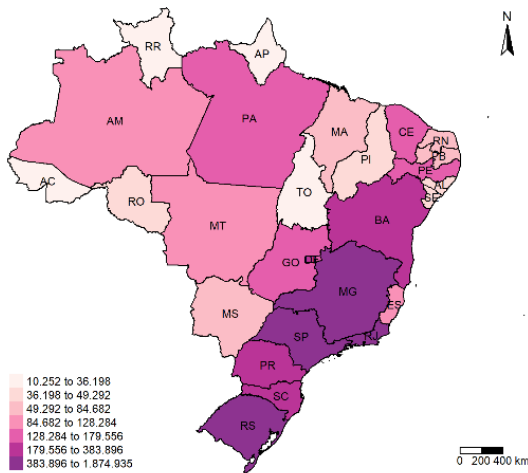 N
RR
AP
AM
PA
MA
CE
RN
PB
PI
PE
AL
SE
AC
RO
TO
MT
BA
GO
DF
MG
MS
ES
SP
RJ
PR
SC
RS
10.252 to 36.198
36.198 to 49.292
49.292 to 84.682
84.682 to 128.284
128.284 to 179.556
179.556 to 383.896
383.896 to 1.874.935
0 200 400 km